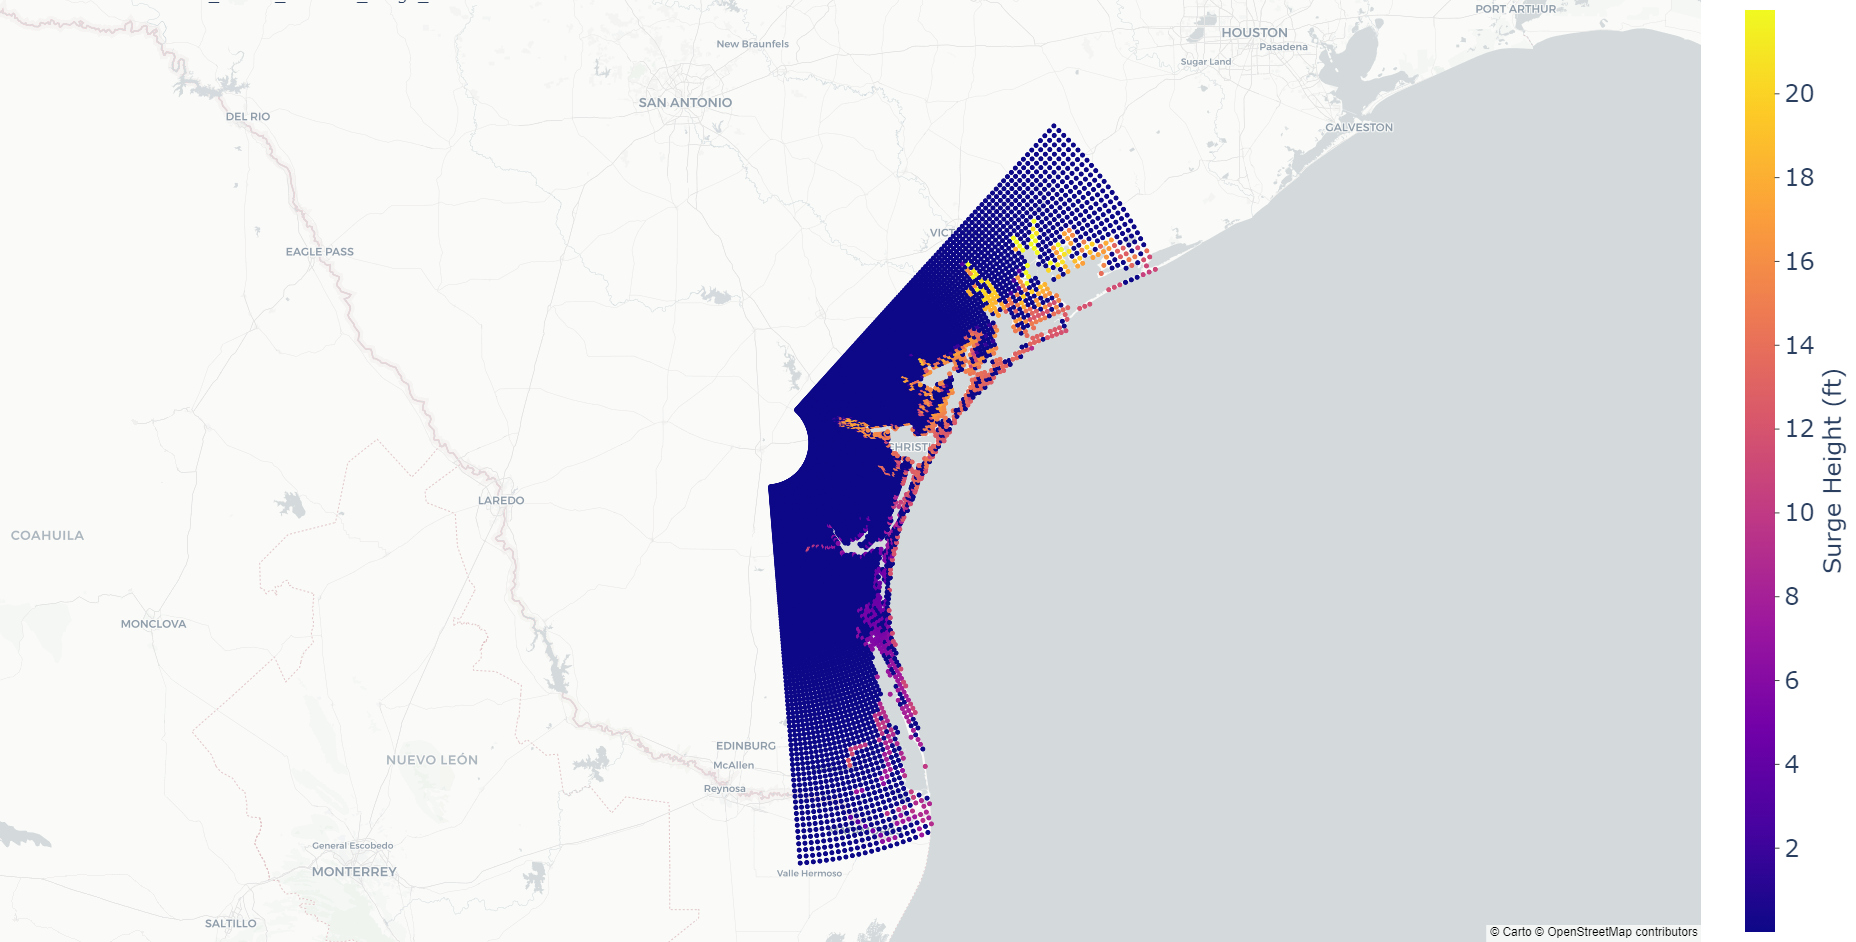 PORT ARTHUR
HOUSTON
Pasadena
New Braunfels
Sugar Land
SAN ANTONIO
DEL RIO
GALVESTON
VICT
EAGLE PASS
CHRISTI
LAREDO
COAHUILA
MONCLOVA
EDINBURG
NUEVO LEÓN
McAllen
Reynosa
General Escobedo
MONTERREY
Valle Hermoso
SALTILLO
© Carto © OpenStreetMap contributors
20
18
16
14
12
10
8
6
4
2
Surge Height (ft)